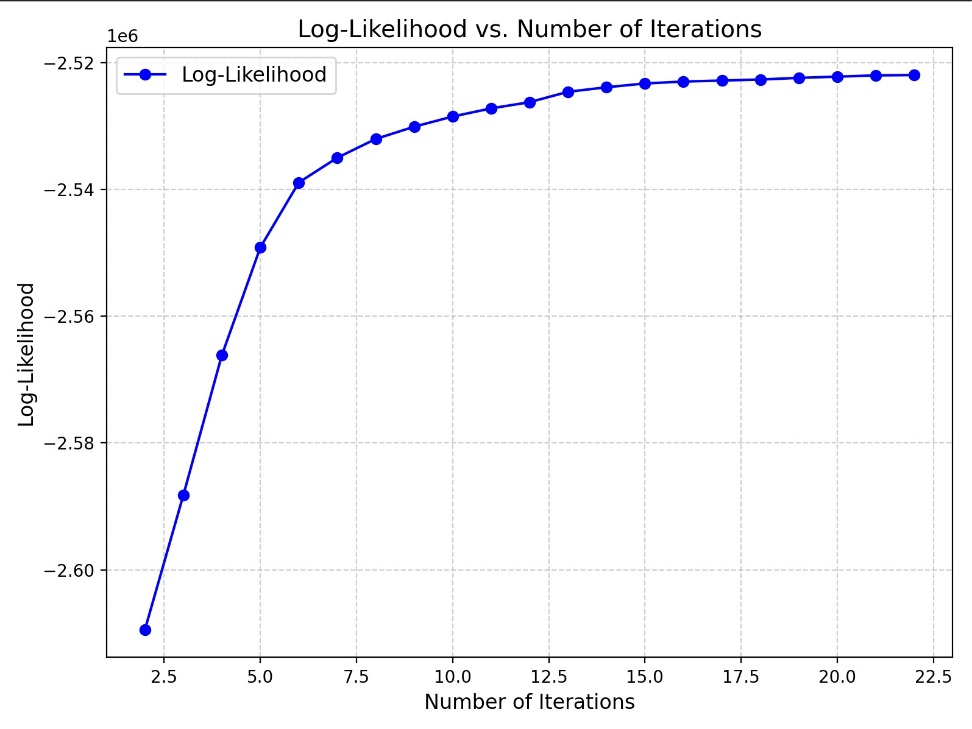 Log-Likelihood vs. Number of Iterations
1e6
Log-Likelihood
−2.52
−2.54
−2.56
−2.58
−2.60
Log-Likelihood
2.5 5.0 7.5 10.0 12.5 15.0 17.5 20.0 22.5
Number of Iterations